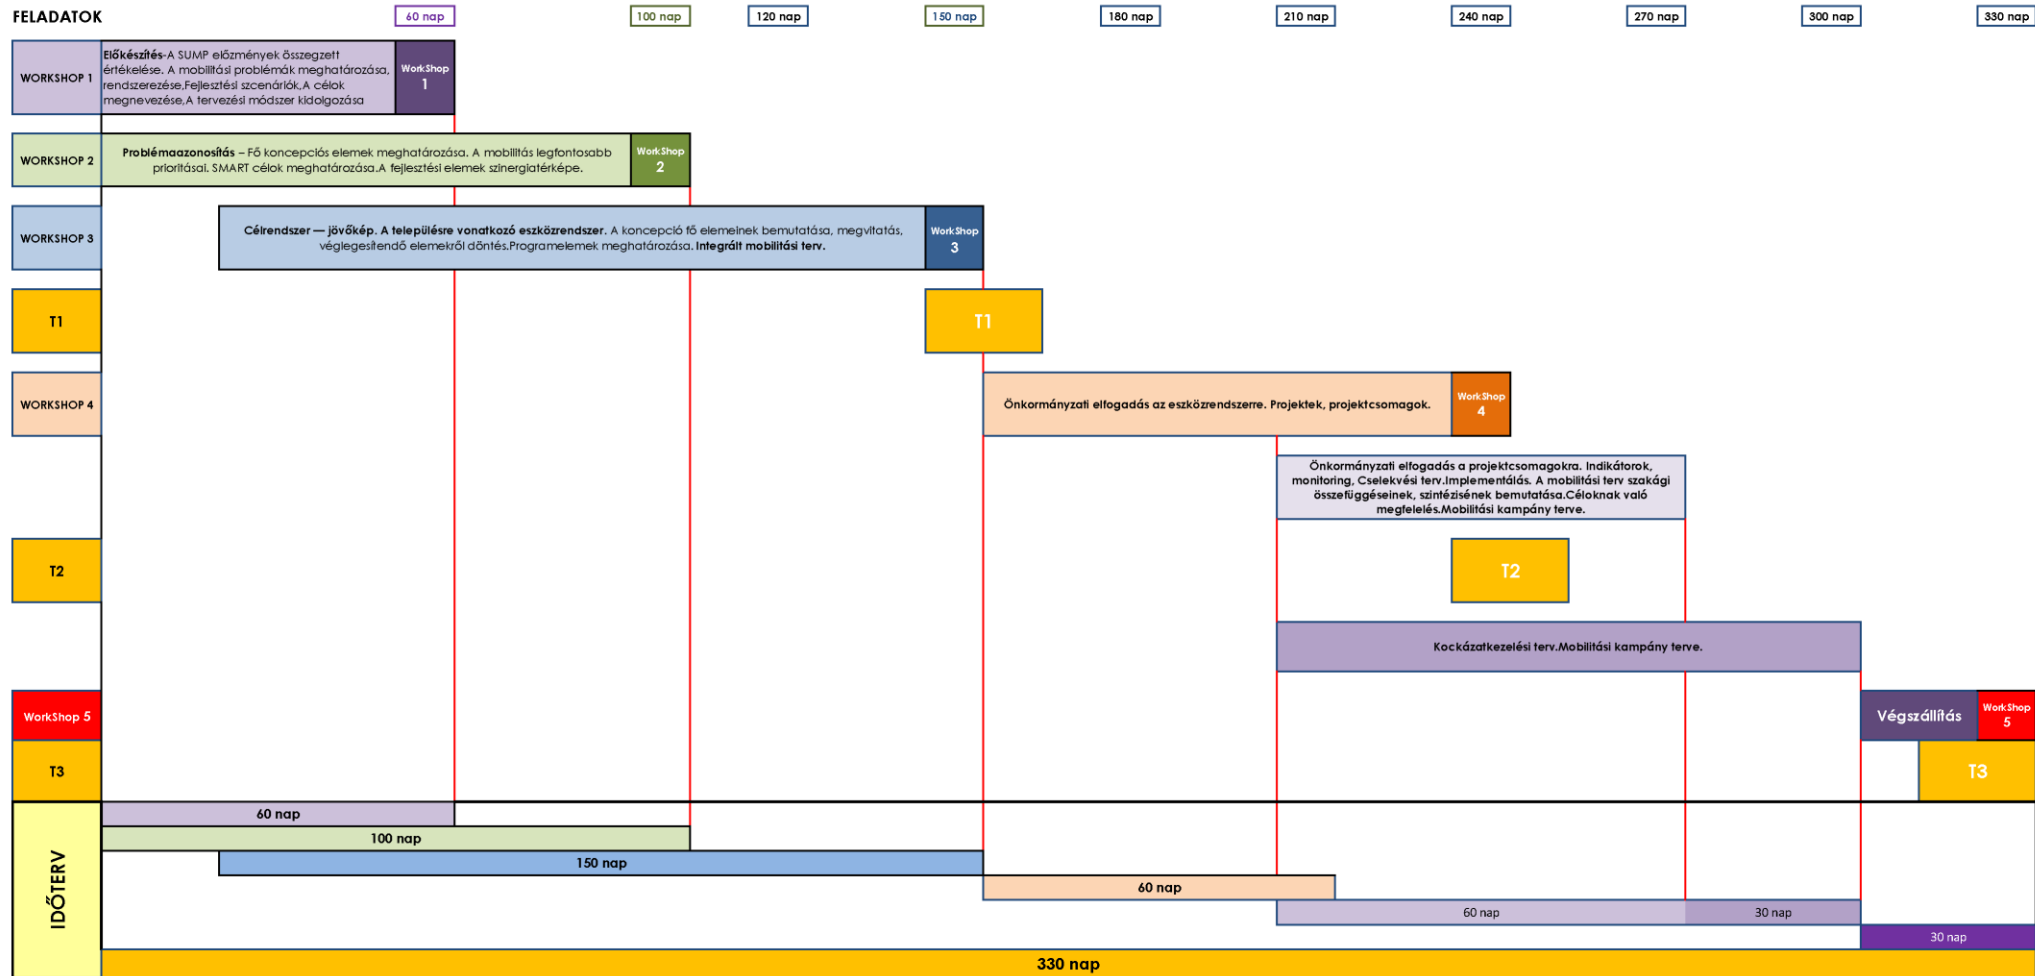 FELADATOK
60 nap
100 nap
120 nap
150 nap
180 nap
210 nap
240 nap
270 nap
300 nap
330 nap
WORKSHOP 1
Előkészítés-A SUMP előzmények összegzett
értékelése. A mobilitási problémák meghatározása,
rendszerezése,Fejlesztési szcenáriók,A célok
megnevezése,A tervezési módszer kidolgozása
WorkShop
1
WORKSHOP 2
Problémaazonosítás – Fő koncepciós elemek meghatározása. A mobilitás legfontosabb
prioritásai. SMART célok meghatározása.A fejlesztési elemek szinergiatérképe.
WorkShop
2
WORKSHOP 3
Célrendszer — jövőkép. A településre vonatkozó eszközrendszer. A koncepció fő elemeinek bemutatása, megvitatás,
véglegesítendő elemekről döntés.Programelemek meghatározása. Integrált mobilitási terv.
WorkShop
3
T1
T1
WORKSHOP 4
Önkormányzati elfogadás az eszközrendszerre. Projektek, projektcsomagok.
WorkShop
4
Önkormányzati elfogadás a projektcsomagokra. Indikátorok,
monitoring, Cselekvési terv.Implementálás. A mobilitási terv szakági
összefüggéseinek, szintézisének bemutatása.Céloknak való
megfelelés.Mobilitási kampány terve.
T2
T2
Kockázatkezelési terv.Mobilitási kampány terve.
WorkShop 5
Végszállítás
WorkShop
5
T3
T3
IDŐTERV
60 nap
100 nap
150 nap
60 nap
60 nap
30 nap
30 nap
330 nap